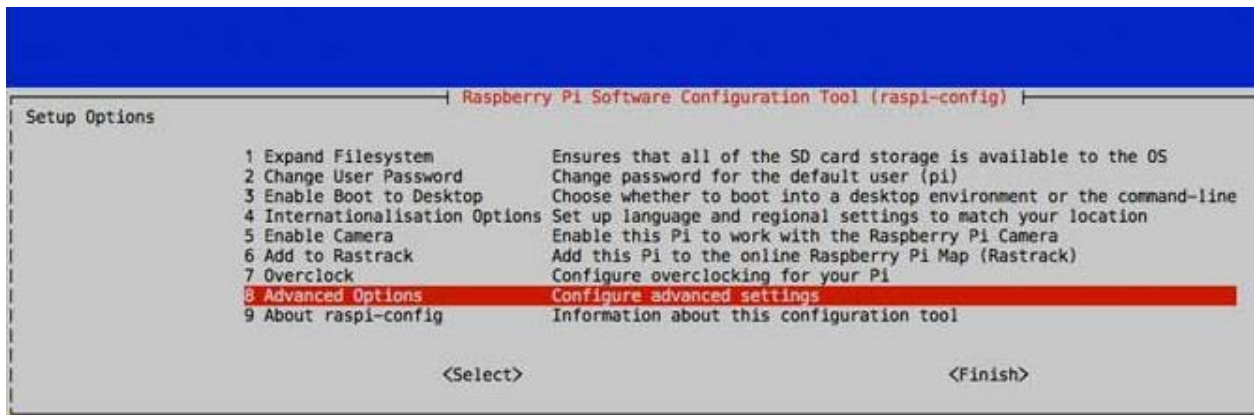 Raspberry Pi Software Configuration Tool (raspi-config)
Setup Options
1 Expand Filesystem Ensures that all of the SD card storage is available to the OS
2 Change User Password Change password for the default user (pi)
3 Enable Boot to Desktop Choose whether to boot into a desktop environment or the command-line
4 Internationalisation Options Set up language and regional settings to match your location
5 Enable Camera Enable this Pi to work with the Raspberry Pi Camera
6 Add to Rastrack Add this Pi to the online Raspberry Pi Map (Rastrack)
7 Overclock Configure overclocking for your Pi
8 Advanced Options Configure advanced settings
9 About raspi-config Information about this configuration tool
<Select> <Finish>